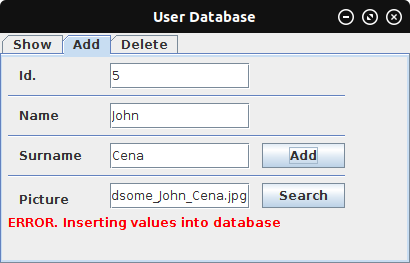 User Database
Show Add Delete
Id. 5
Name John
Surname Cena Add
Picture dsome_John_Cena.jpg Search
ERROR. Inserting values into database